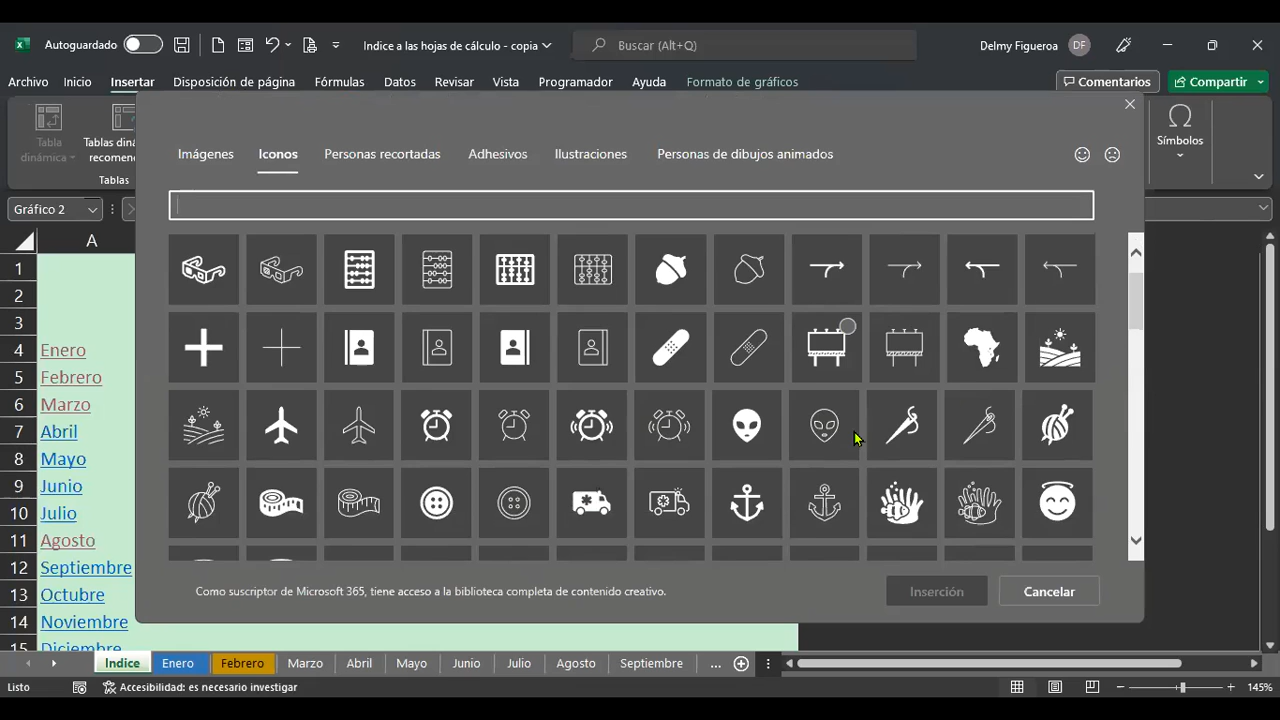 Autoguardado
Indice a las hojas de cálculo - copia
Buscar (Alt+Q)
Delmy Figueroa
DF
Archivo Inicio Insertar Disposición de página Fórmulas Datos Revisar Vista Programador Ayuda Formato de gráficos
Comentarios
Compartir
Tabla
dinámica
Tablas diná
recomen
Tablas
Símbolos
Imágenes Iconos Personas recortadas Adhesivos Ilustraciones Personas de dibujos animados
Gráfico 2
A
1
2
3
4 Enero
5 Febrero
6 Marzo
7 Abril
8 Mayo
9 Junio
10 Julio
11 Agosto
12 Septiembre
13 Octubre
14 Noviembre
15 Diciembre
Como suscriptor de Microsoft 365, tiene acceso a la biblioteca completa de contenido creativo.
Inserción
Cancelar
Indice Enero Febrero Marzo Abril Mayo Junio Julio Agosto Septiembre ...
Listo
Accesibilidad: es necesario investigar
145%